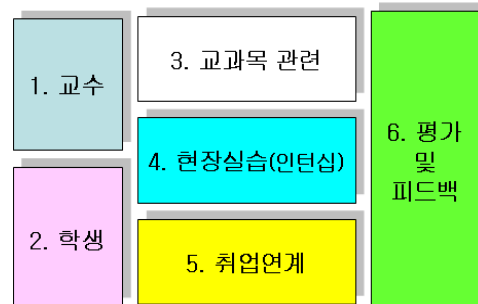 1. 교수
2. 학생
3. 교과목 관련
4. 현장실습(인턴십)
5. 취업연계
6. 평가
및
피드백